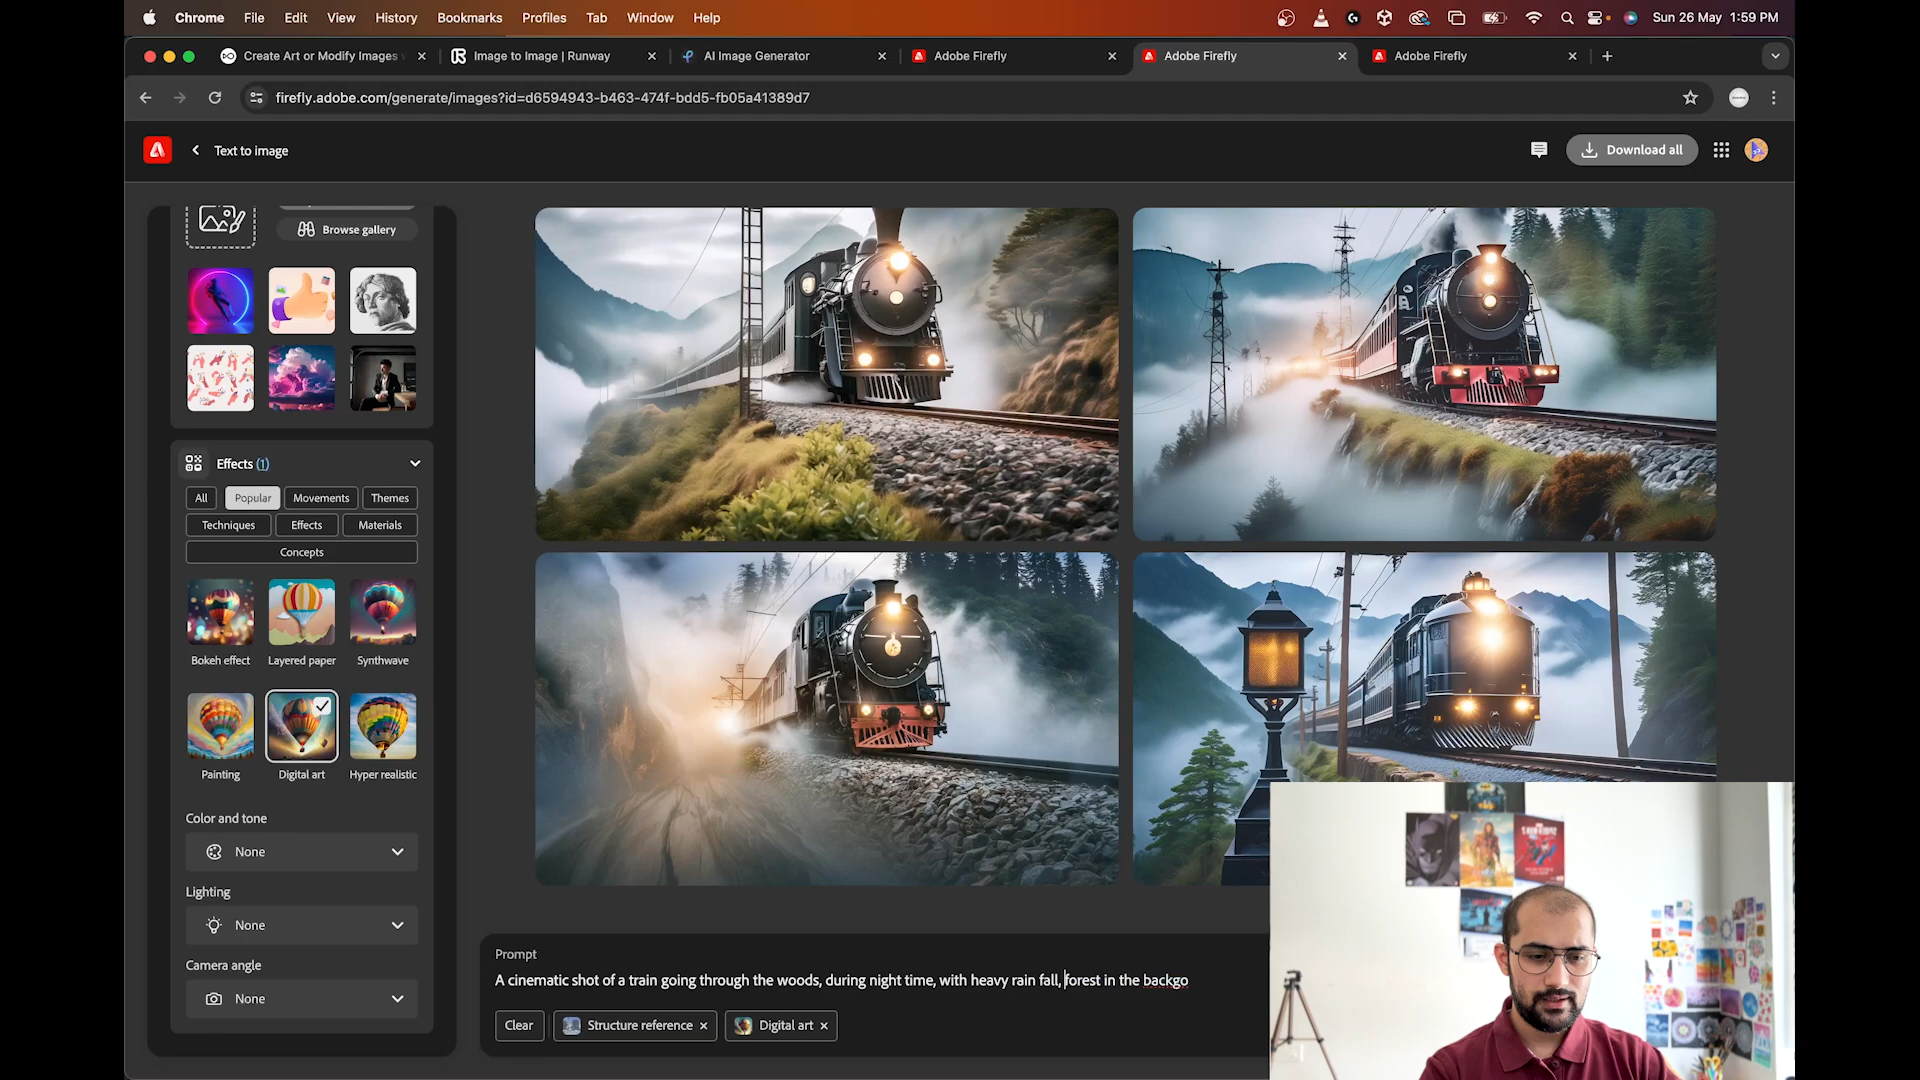 Chrome File Edit View History Bookmarks Profiles Tab Window Help Sun 26 May 1:59 PM
Create Art or Modify Images Image to Image | Runway AI Image Generator Adobe Firefly Adobe Firefly Adobe Firefly
firefly.adobe.com/generate/images?id=d6594943-b463-474f-bdd5-fb05a41389d7
Text to image Download all
Browse gallery
Effects (1)
All Popular Movements Themes
Techniques Effects Materials
Concepts
Bokeh effect Layered paper Synthwave
Painting Digital art Hyper realistic
Color and tone
None
Lighting
None
Camera angle
None
Prompt
A cinematic shot of a train going through the woods, during night time, with heavy rain fall, forest in the backgo
Clear Structure reference Digital art